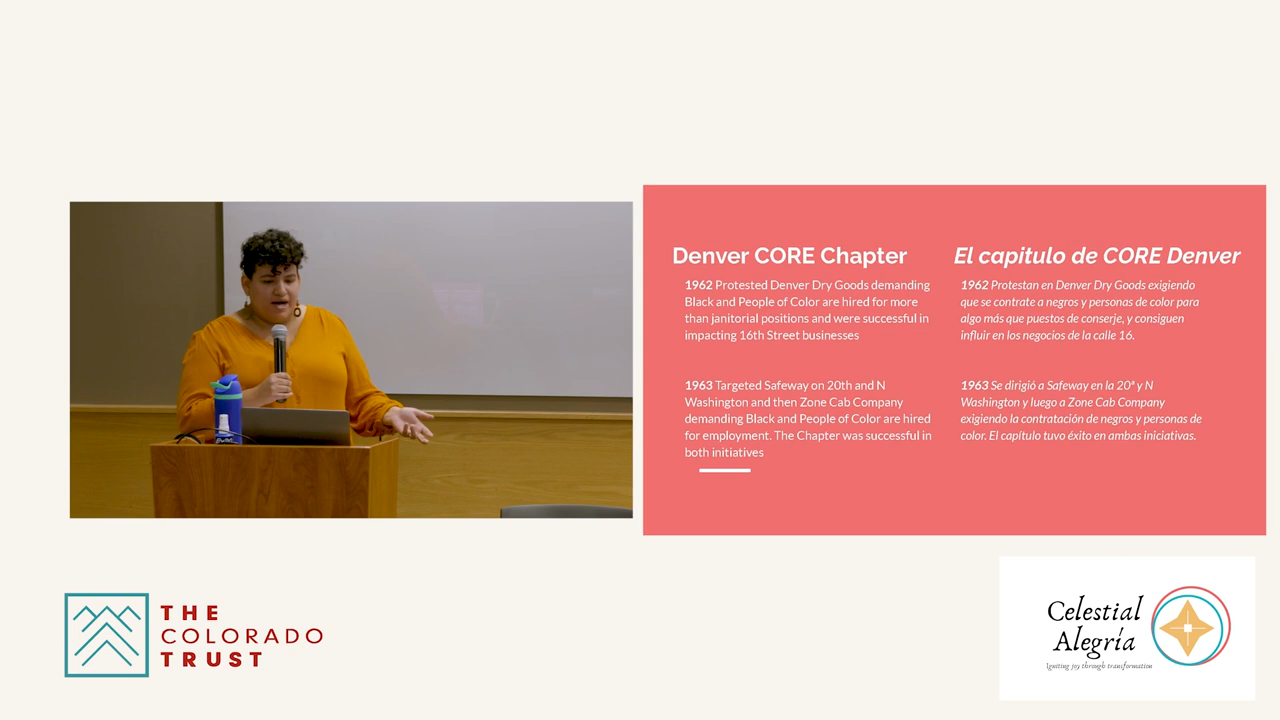 Denver CORE Chapter
1962 Protested Denver Dry Goods demanding
Black and People of Color are hired for more
than janitorial positions and were successful in
impacting 16th Street businesses
1963 Targeted Safeway on 20th and N
Washington and then Zone Cab Company
demanding Black and People of Color are hired
for employment. The Chapter was successful in
both initiatives
El capitulo de CORE Denver
1962 Protestan en Denver Dry Goods exigiendo
que se contrate a negros y personas de color para
algo más que puestos de conserje, y consiguen
influir en los negocios de la calle 16.
1963 Se dirigió a Safeway en la 20ª y N
Washington y luego a Zone Cab Company
exigiendo la contratación de negros y personas de
color. El capítulo tuvo éxito en ambas iniciativas.
THE
COLORADO
TRUST
Celestial
Alegría
Igniting joy through transformation